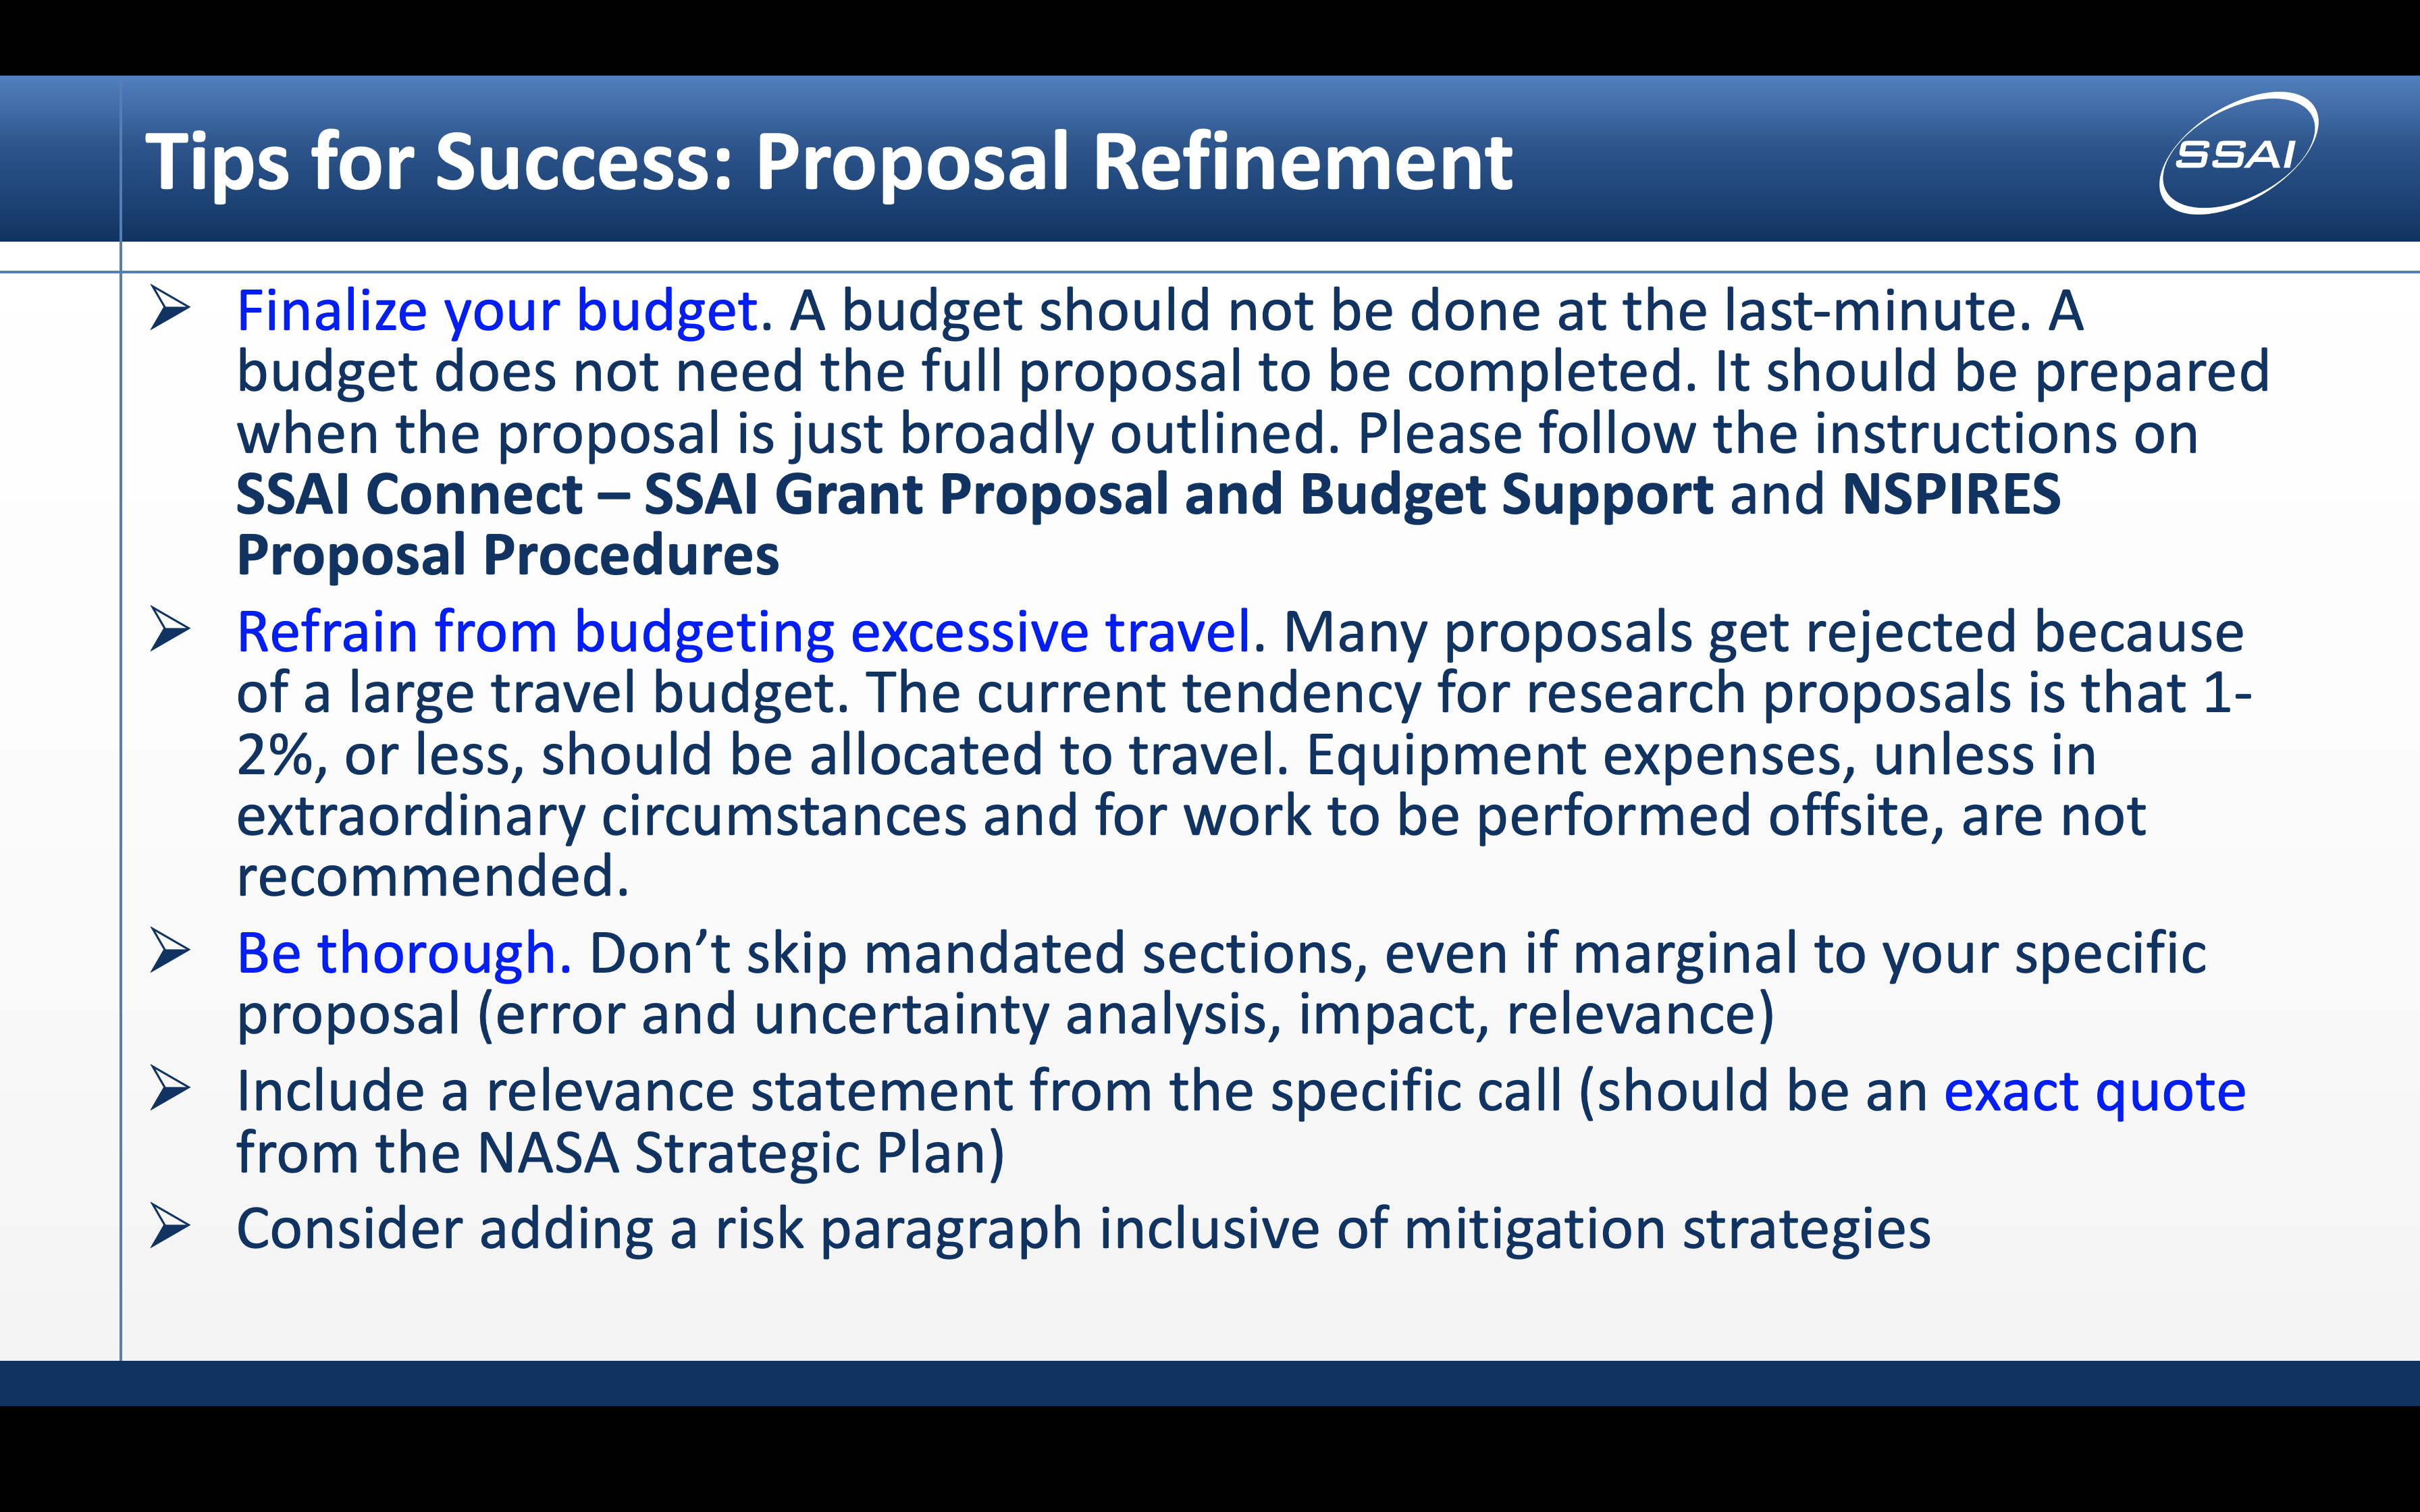 Tips for Success: Proposal Refinement
SSAI
Finalize your budget. A budget should not be done at the last-minute. A
budget does not need the full proposal to be completed. It should be prepared
when the proposal is just broadly outlined. Please follow the instructions on
SSAI Connect – SSAI Grant Proposal and Budget Support and NSPIRES
Proposal Procedures
Refrain from budgeting excessive travel. Many proposals get rejected because
of a large travel budget. The current tendency for research proposals is that 1-
2%, or less, should be allocated to travel. Equipment expenses, unless in
extraordinary circumstances and for work to be performed offsite, are not
recommended.
Be thorough. Don’t skip mandated sections, even if marginal to your specific
proposal (error and uncertainty analysis, impact, relevance)
Include a relevance statement from the specific call (should be an exact quote
from the NASA Strategic Plan)
Consider adding a risk paragraph inclusive of mitigation strategies